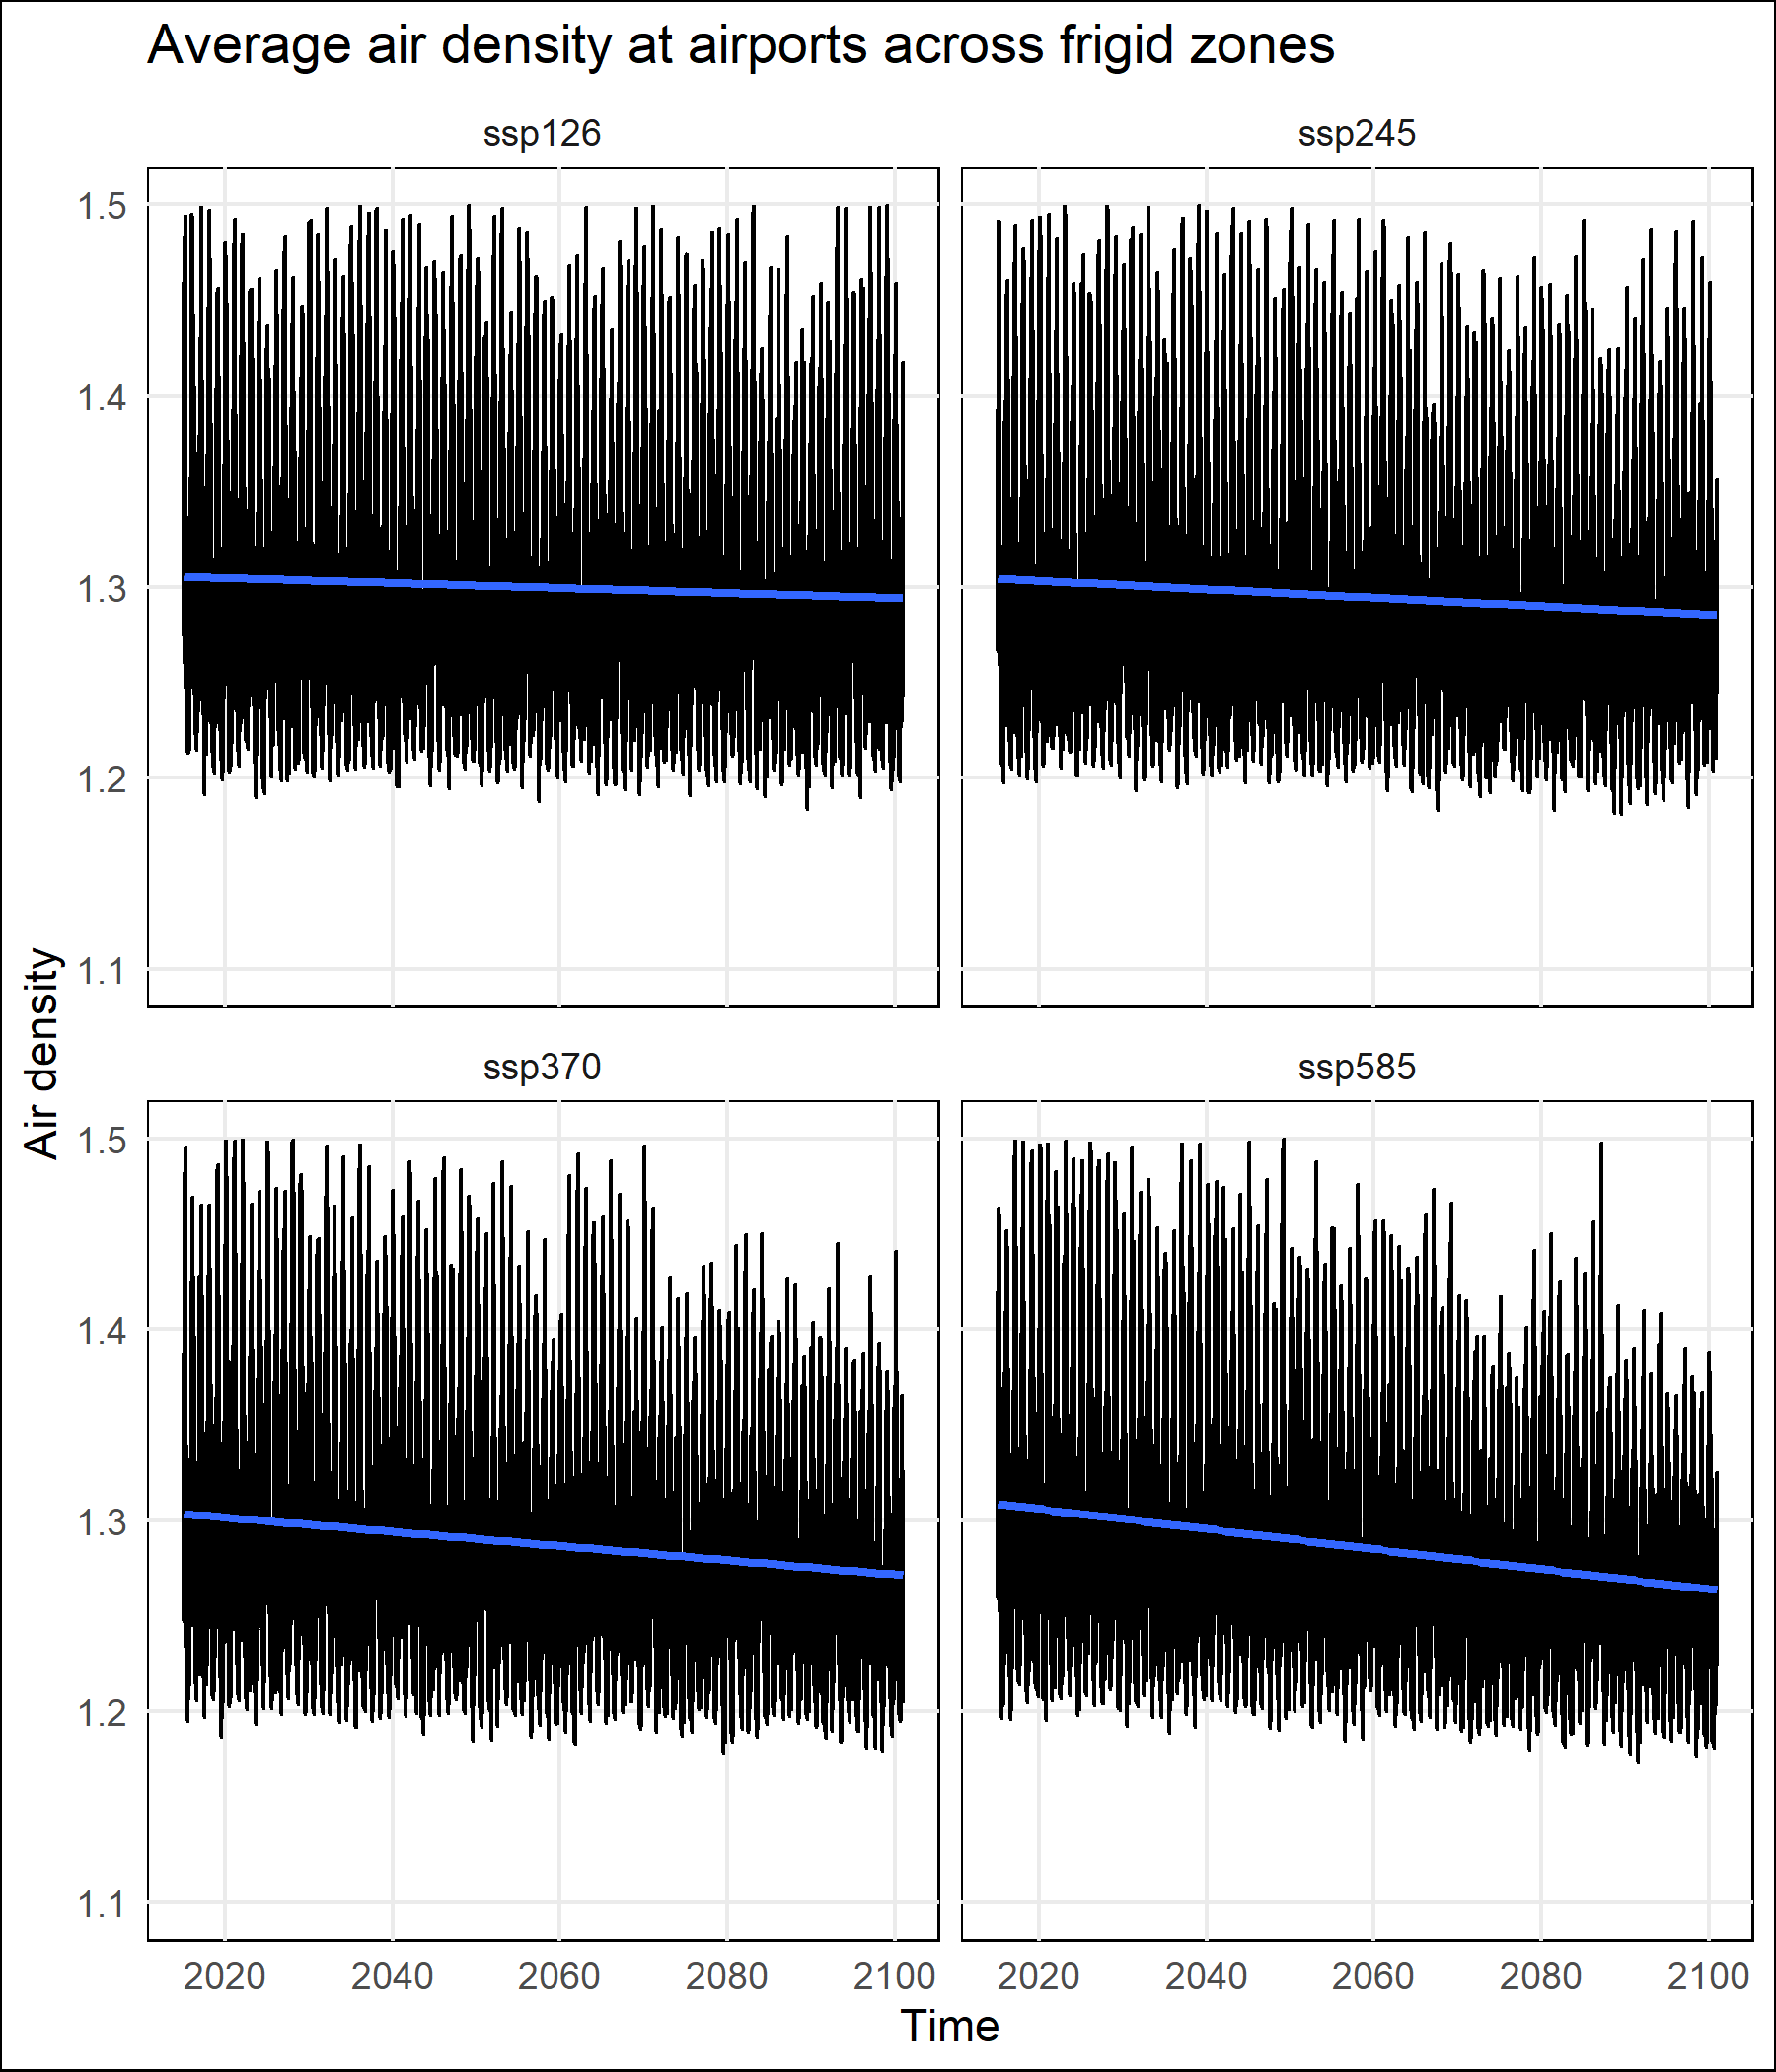 Average air density at airports across frigid zones
ssp126
ssp245
1.5
1.4
1.3
1.2
1.1
Air density
ssp370
ssp585
1.5
1.4
1.3
1.2
1.1
2020 2040 2060 2080 2100 2020 2040 2060 2080 2100
Time